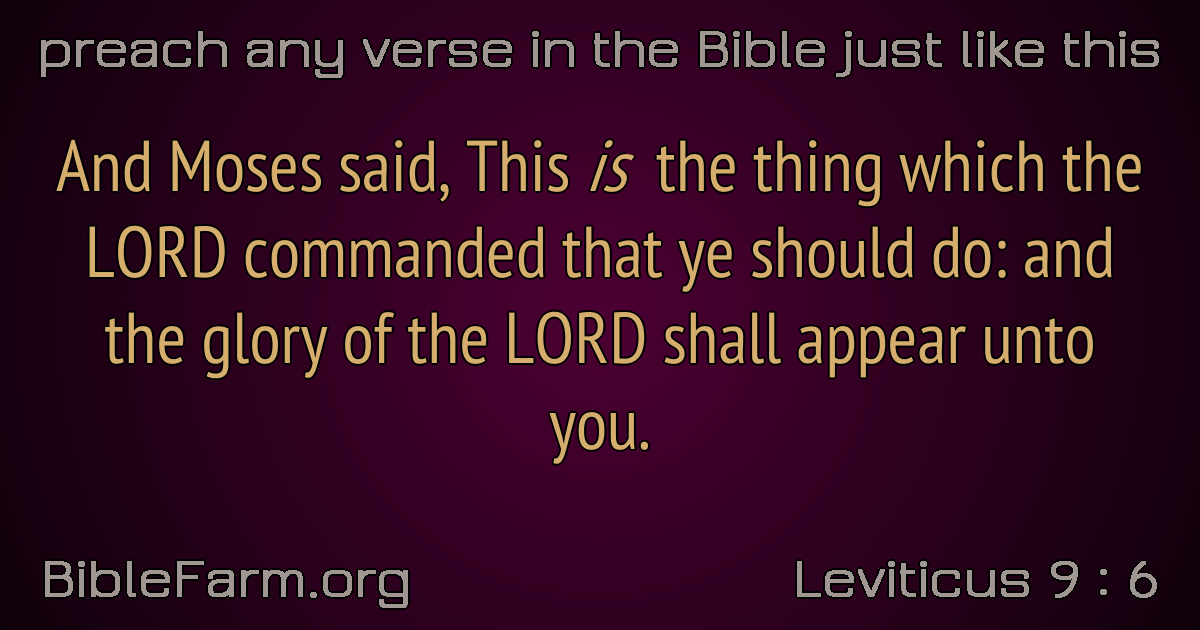 preach any verse in the Bible just like this
And Moses said, This is the thing which the
LORD commanded that ye should do: and
the glory of the LORD shall appear unto
you.
BibleFarm.org
Leviticus 9 : 6